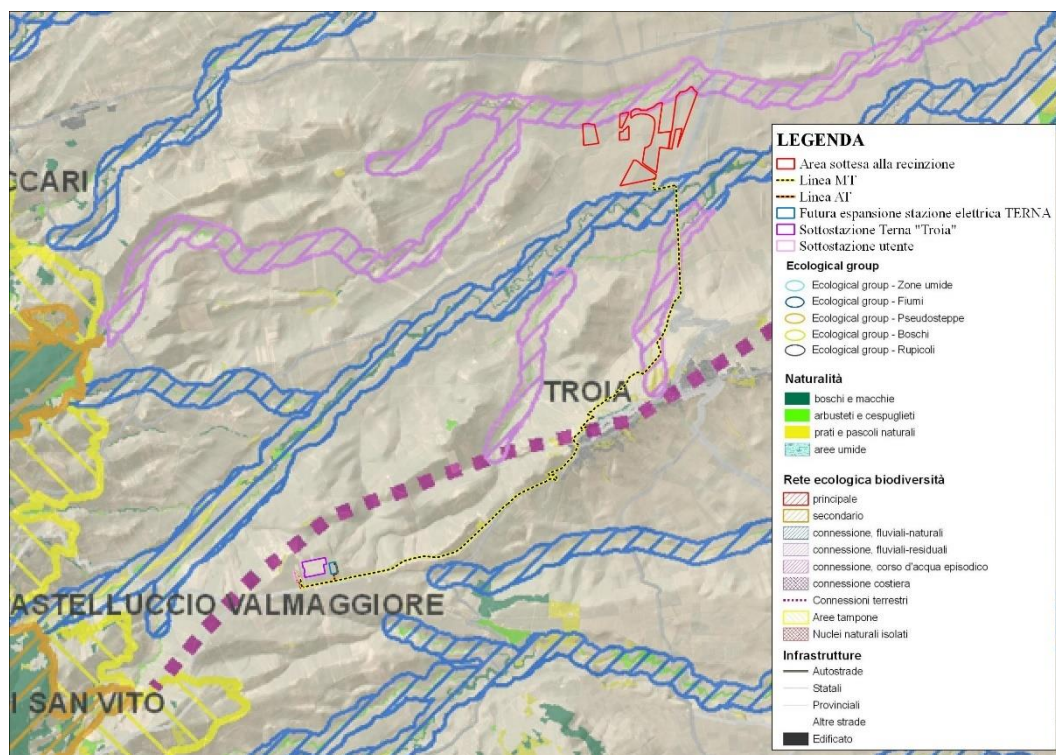 CCARI
TROIA
ASTELLUCCIO VALMAGGIORE
I SAN VITO
LEGENDA
Area sottesa alla recinzione
Linea MT
Linea AT
Futura espansione stazione elettrica TERNA
Sottostazione Terna "Troia"
Sottostazione utente
Ecological group
Ecological group - Zone umide
Ecological group - Fiumi
Ecological group - Pseudosteppe
Ecological group - Boschi
Ecological group - Rupicoli
Naturalità
boschi e macchie
arbusteti e cespuglieti
prati e pascoli naturali
aree umide
Rete ecologica biodiversità
principale
secondario
connessione, fluviali-naturali
connessione, fluviali-residuali
connessione, corso d'acqua episodico
connessione costiera
Connessioni terrestri
Aree tampone
Nuclei naturali isolati
Infrastrutture
Autostrade
Statali
Provinciali
Altre strade
Edificato